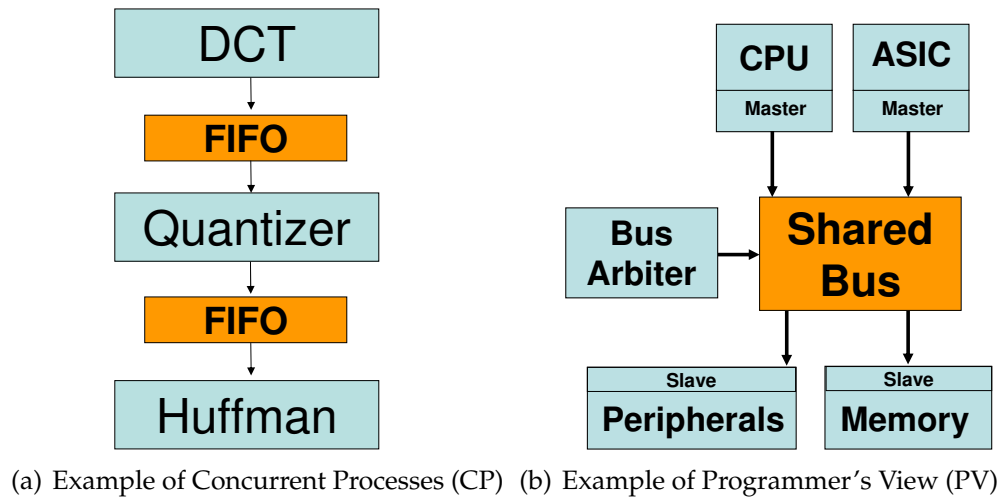 DCT
FIFO
Quantizer
FIFO
Huffman
(a) Example of Concurrent Processes (CP)
CPU
Master
ASIC
Master
Bus
Arbiter
Shared
Bus
Slave
Peripherals
Slave
Memory
(b) Example of Programmer's View (PV)